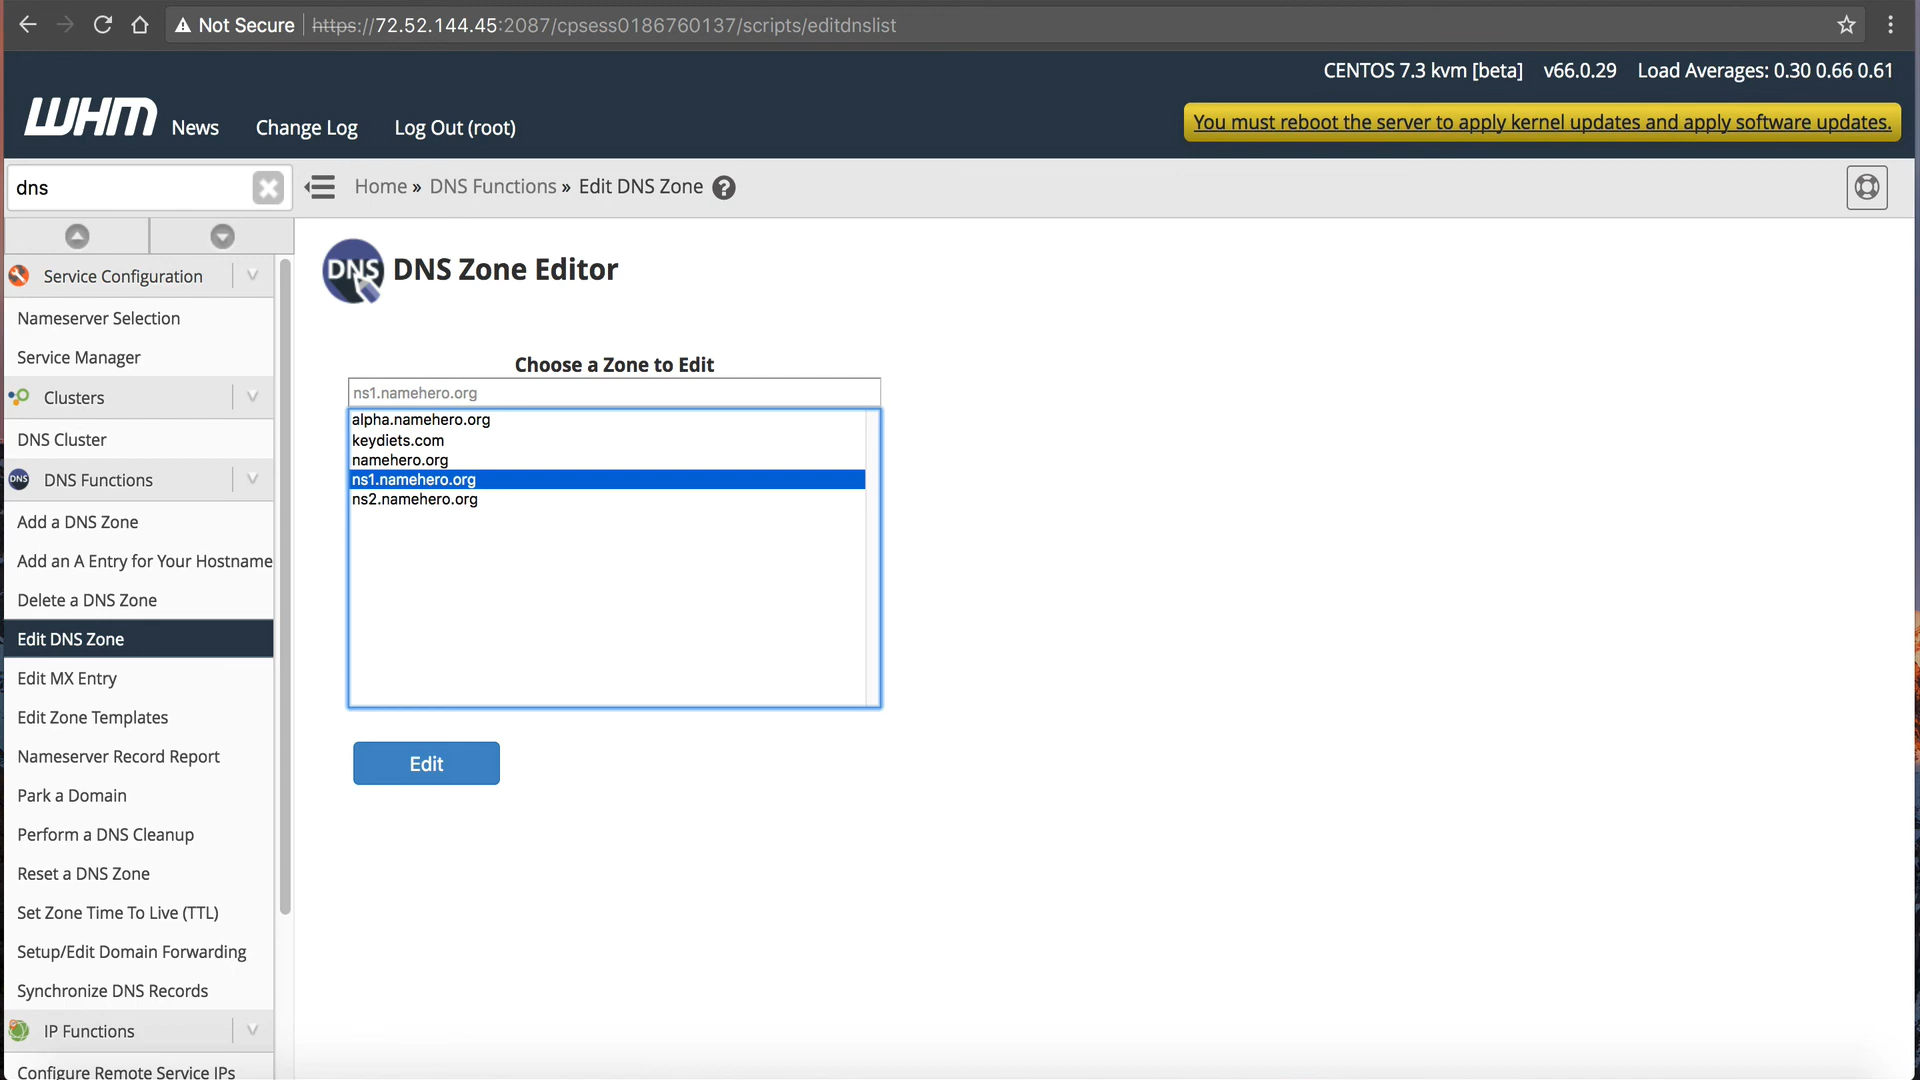 Not Secure https://72.52.144.45:2087/cpsess0186760137/scripts/editdnslist
CENTOS 7.3 kvm [beta] v66.0.29 Load Averages: 0.30 0.66 0.61
WHM News Change Log Log Out (root)
You must reboot the server to apply kernel updates and apply software updates.
dns
Home » DNS Functions » Edit DNS Zone ?
Service Configuration
Nameserver Selection
Service Manager
Clusters
DNS Cluster
DNS DNS Functions
Add a DNS Zone
Add an A Entry for Your Hostname
Delete a DNS Zone
Edit DNS Zone
Edit MX Entry
Edit Zone Templates
Nameserver Record Report
Park a Domain
Perform a DNS Cleanup
Reset a DNS Zone
Set Zone Time To Live (TTL)
Setup/Edit Domain Forwarding
Synchronize DNS Records
IP Functions
Configure Remote Service IPs
DNS DNS Zone Editor
Choose a Zone to Edit
ns1.namehero.org
alpha.namehero.org
keydiets.com
namehero.org
ns1.namehero.org
ns2.namehero.org
Edit